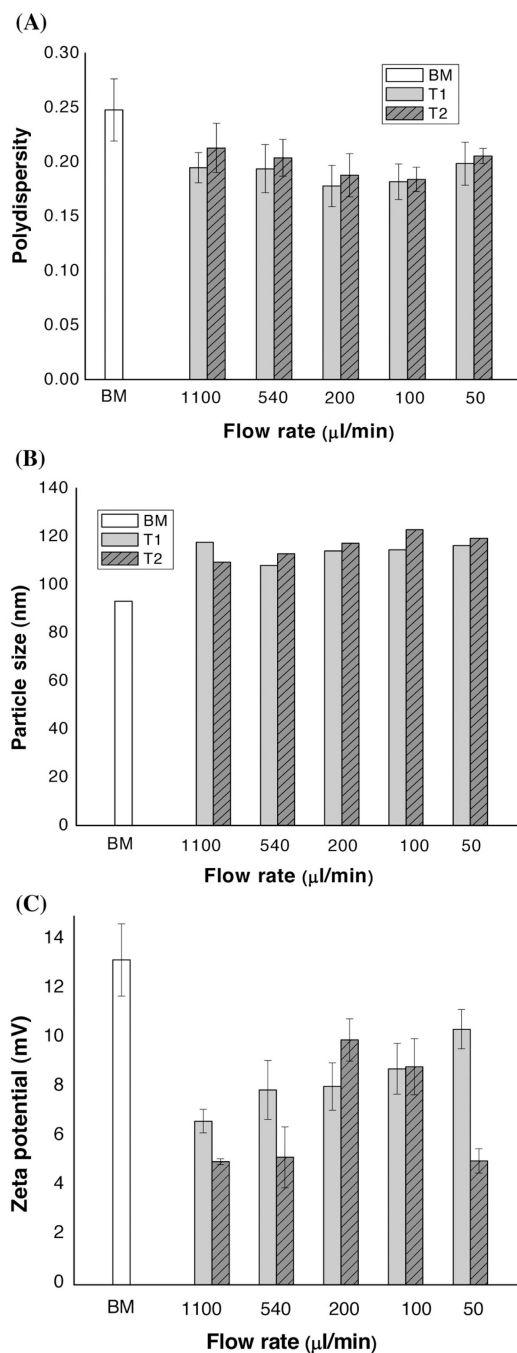 (A)
0.30
0.25
0.20
0.15
0.10
0.05
0.00
Polydispersity
BM
T1
T2
BM 1100 540 200 100 50
Flow rate (μl/min)
(B)
140
120
100
80
60
40
20
0
Particle size (nm)
BM
T1
T2
BM 1100 540 200 100 50
Flow rate (μl/min)
(C)
14
12
10
8
6
4
2
0
Zeta potential (mV)
BM 1100 540 200 100 50
Flow rate (μl/min)